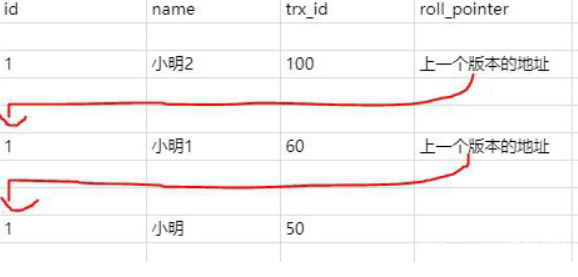 id name trx_id roll_pointer
1 小明2 100 上一个版本的地址
1 小明1 60 上一个版本的地址
1 小明 50